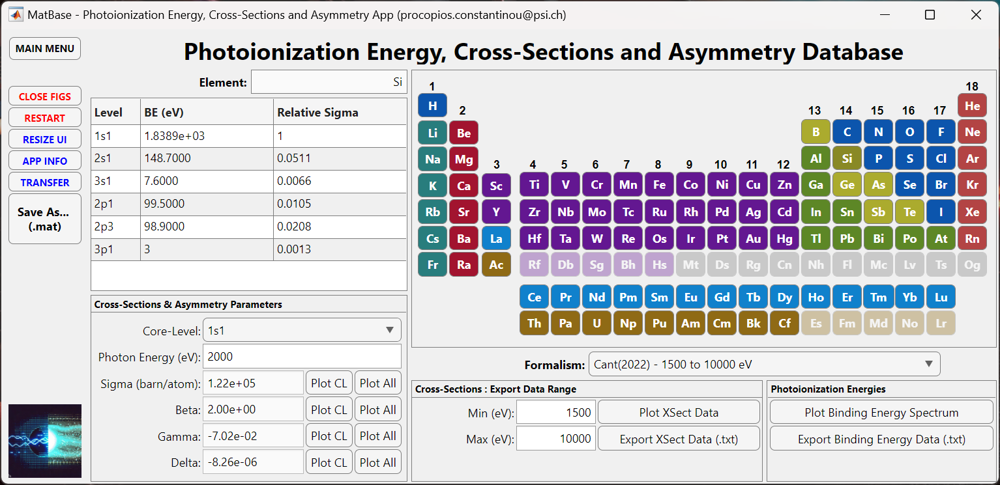 MatBase - Photoionization Energy, Cross-Sections and Asymmetry App (procopios.constantinou@psi.ch)
MAIN MENU
Photoionization Energy, Cross-Sections and Asymmetry Database
CLOSE FIGS
RESTART
RESIZE UI
APP INFO
TRANSFER
Save As...
(.mat)
Element: Si
Level BE (eV) Relative Sigma
1s1 1.8389e+03 1
2s1 148.7000 0.0511
3s1 7.6000 0.0066
2p1 99.5000 0.0105
2p3 98.9000 0.0208
3p1 3 0.0013
Cross-Sections & Asymmetry Parameters
Core-Level: 1s1
Photon Energy (eV): 2000
Sigma (barn/atom): 1.22e+05 Plot CL Plot All
Beta: 2.00e+00 Plot CL Plot All
Gamma: -7.02e-02 Plot CL Plot All
Delta: -8.26e-06 Plot CL Plot All
1 18
H He
2 13 14 15 16 17
Li Be B C N O F Ne
Na Mg Al Si P S Cl Ar
3 4 5 6 7 8 9 10 11 12
K Ca Sc Ti V Cr Mn Fe Co Ni Cu Zn Ga Ge As Se Br Kr
Rb Sr Y Zr Nb Mo Tc Ru Rh Pd Ag Cd In Sn Sb Te I Xe
Cs Ba La Hf Ta W Re Os Ir Pt Au Hg Tl Pb Bi Po At Rn
Fr Ra Ac Rf Db Sg Bh Hs Mt Ds Rg Cn Nh Fl Mc Lv Ts Og
Ce Pr Nd Pm Sm Eu Gd Tb Dy Ho Er Tm Yb Lu
Th Pa U Np Pu Am Cm Bk Cf Es Fm Md No Lr
Formalism: Cant(2022) - 1500 to 10000 eV
Cross-Sections : Export Data Range
Min (eV): 1500 Plot XSect Data
Max (eV): 10000 Export XSect Data (.txt)
Photoionization Energies
Plot Binding Energy Spectrum
Export Binding Energy Data (.txt)